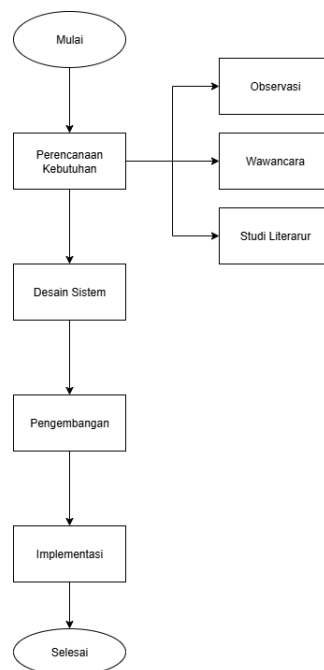 Mulai
Observasi
Perencanaan
Kebutuhan
Wawancara
Studi Literarur
Desain Sistem
Pengembangan
Implementasi
Selesai